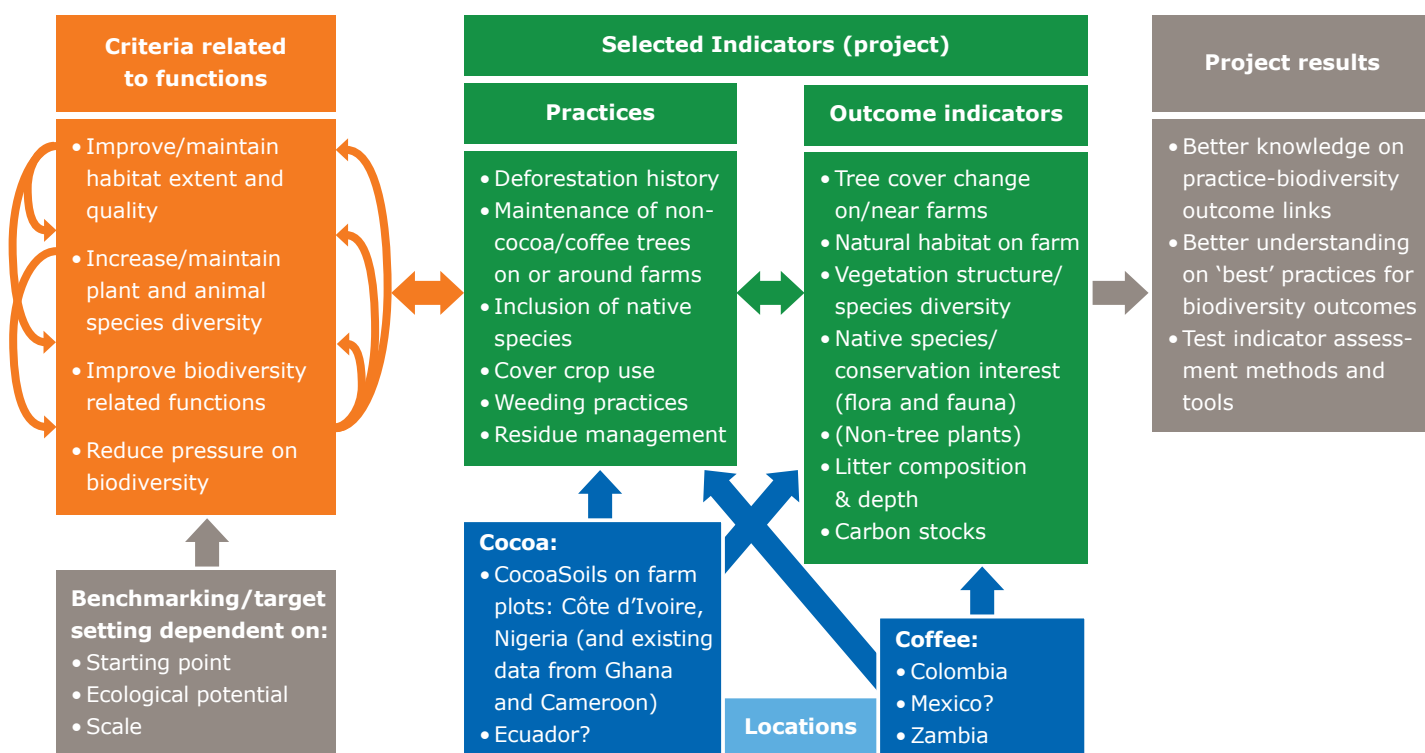 Criteria related
to functions
• Improve/maintain
habitat extent and
quality
• Increase/maintain
plant and animal
species diversity
• Improve biodiversity
related functions
• Reduce pressure on
biodiversity
Benchmarking/target
setting dependent on:
• Starting point
• Ecological potential
• Scale
Selected Indicators (project)
Practices
• Deforestation history
• Maintenance of non-
cocoa/coffee trees
on or around farms
• Inclusion of native
species
• Cover crop use
• Weeding practices
• Residue management
Outcome indicators
• Tree cover change
on/near farms
• Natural habitat on farm
• Vegetation structure/
species diversity
• Native species/
conservation interest
(flora and fauna)
• (Non-tree plants)
• Litter composition
& depth
• Carbon stocks
Cocoa:
• CocoaSoils on farm
plots: Côte d’Ivoire,
Nigeria (and existing
data from Ghana
and Cameroon)
• Ecuador?
Locations
Coffee:
• Colombia
• Mexico?
• Zambia
Project results
• Better knowledge on
practice-biodiversity
outcome links
• Better understanding
on ‘best’ practices for
biodiversity outcomes
• Test indicator assess-
ment methods and
tools